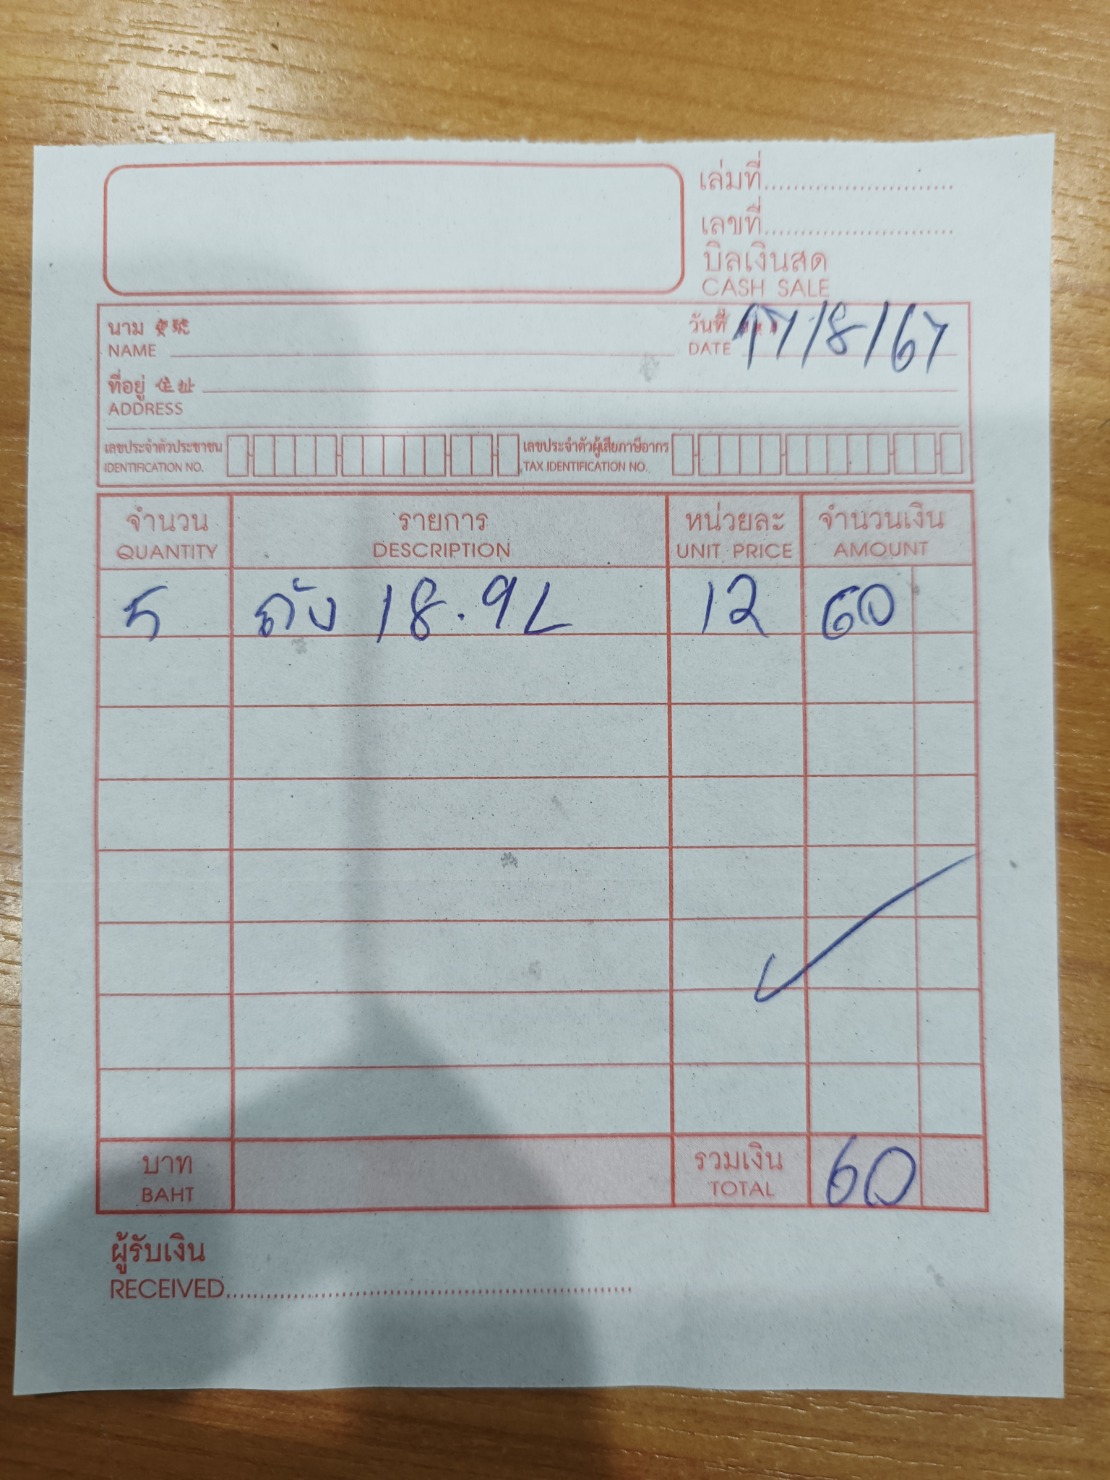 เล่มที่..........................
เลขที่..........................
บิลเงินสด
CASH SALE
นาม
NAME
วันที่
DATE 17/8/67
ที่อยู่ 住址
ADDRESS
เลขประจำตัวประชาชน
IDENTIFICATION NO.
เลขประจำตัวผู้เสียภาษีอากร
TAX IDENTIFICATION NO.
จำนวน รายการ หน่วยละ จำนวนเงิน
QUANTITY DESCRIPTION UNIT PRICE AMOUNT
5 ถัง 18.9L 12 60
บาท รวมเงิน
BAHT TOTAL 60
ผู้รับเงิน
RECEIVED..........................................................